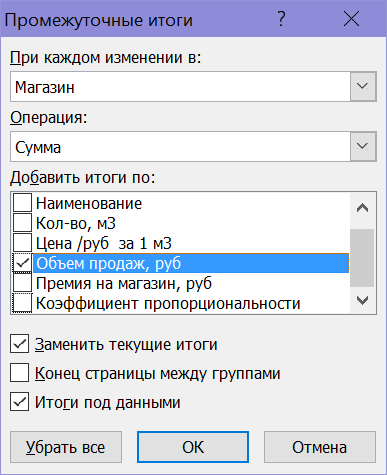 Промежуточные итоги
При каждом изменении в:
Магазин
Операция:
Сумма
Добавить итоги по:
Наименование
Кол-во, м3
Цена /руб за 1 м3
Объем продаж, руб
Премия на магазин, руб
Коэффициент пропорциональности
Заменить текущие итоги
Конец страницы между группами
Итоги под данными
Убрать все ОК Отмена